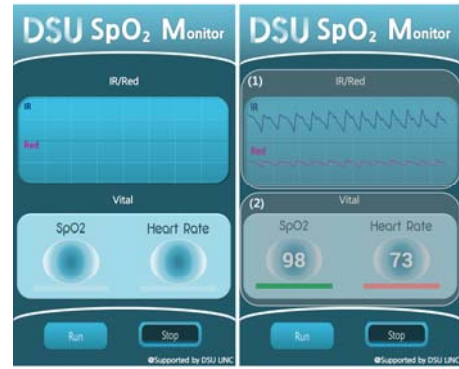 DSU SpO₂ Monitor
IR/Red
IR
Red
Vital
SpO2 Heart Rate
Run Stop
@Supported by DSU LINC
DSU SpO₂ Monitor
(1) IR/Red
IR
Red
(2) Vital
SpO2 Heart Rate
98 73
Run Stop
@Supported by DSU LINC